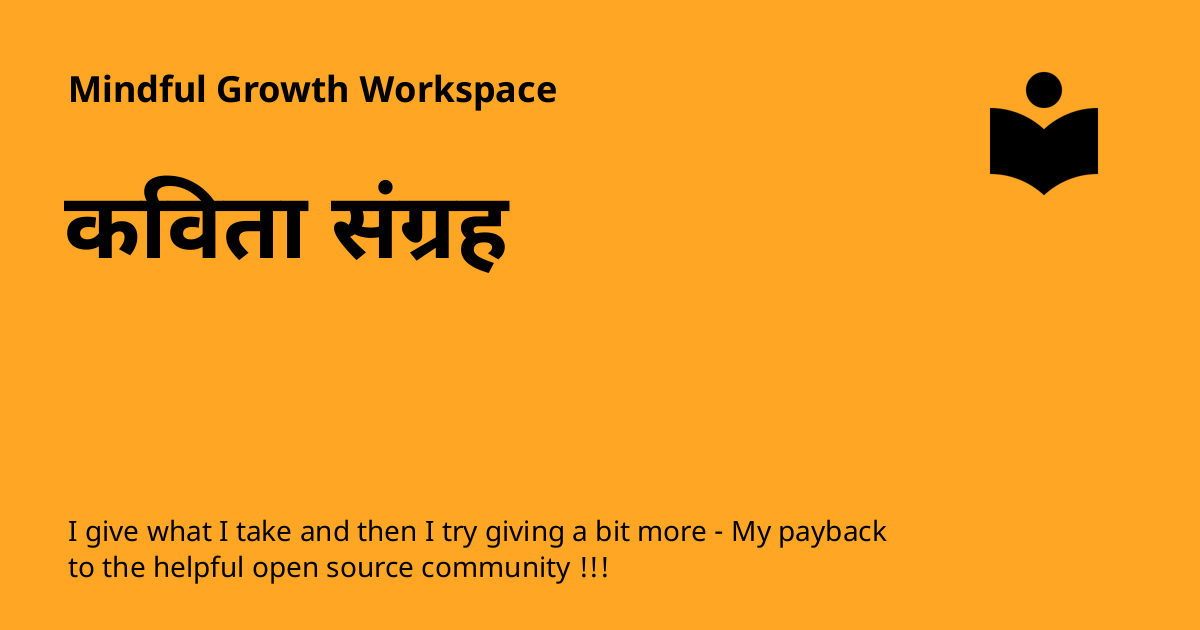 Mindful Growth Workspace
कविता संग्रह
I give what I take and then I try giving a bit more - My payback
to the helpful open source community !!!